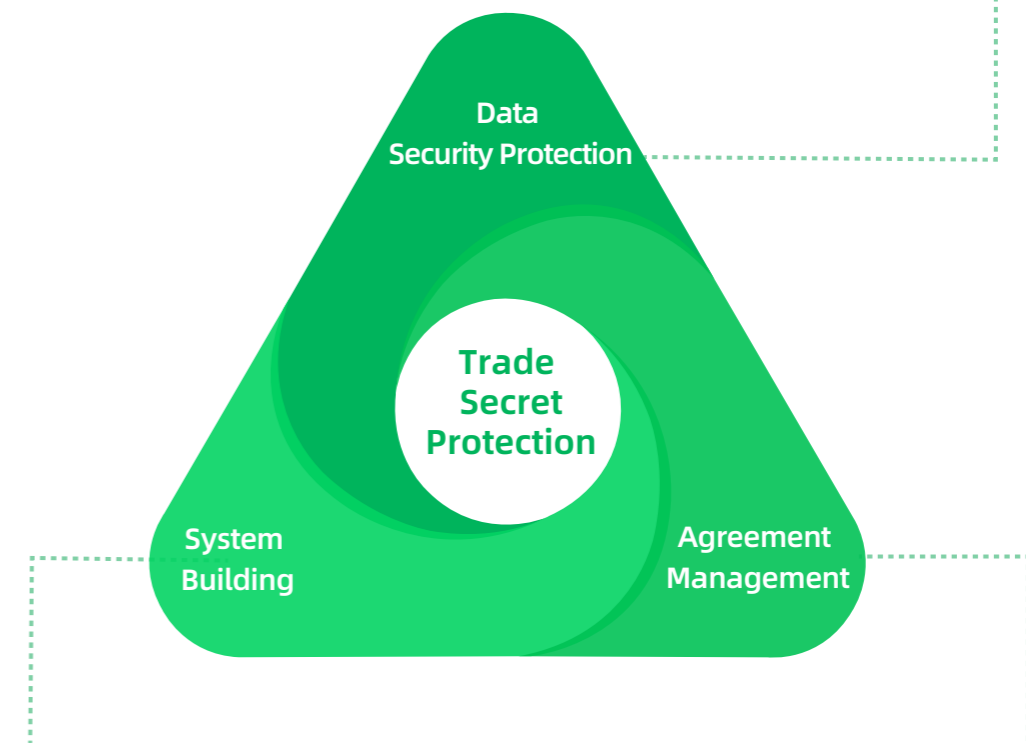 Data
Security Protection
Trade
Secret
Protection
System
Building
Agreement
Management